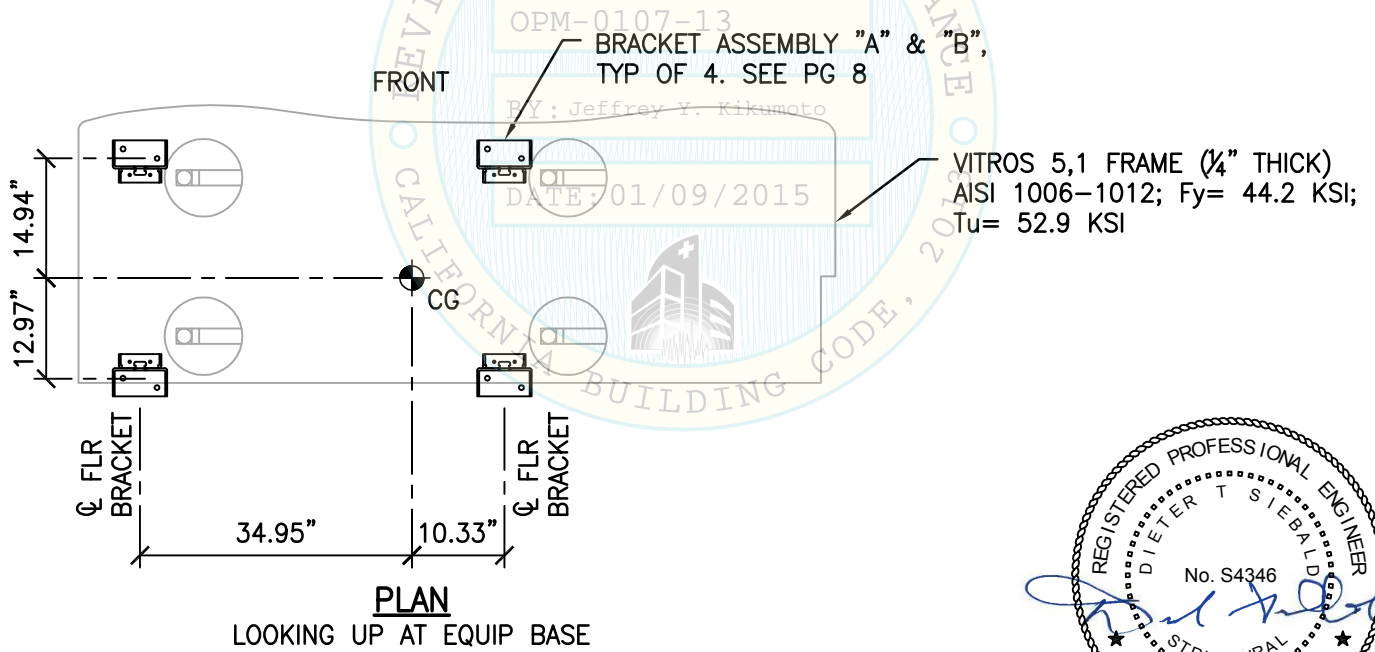 OPM-0107-13
BRACKET ASSEMBLY "A" & "B",
TYP OF 4. SEE PG 8
FRONT
BY: Jeffrey Y. Kikumoto
DATE: 01/09/2015
CALIFORNIA BUILDING CODE, 2013
VITROS 5,1 FRAME (¼" THICK)
AISI 1006-1012; Fy= 44.2 KSI;
Tu= 52.9 KSI
14.94"
12.97"
CG
℄ FLR
BRACKET
℄ FLR
BRACKET
34.95"
10.33"
PLAN
LOOKING UP AT EQUIP BASE
REGISTERED PROFESSIONAL ENGINEER
DIETER T SIEBALD
No. S4346